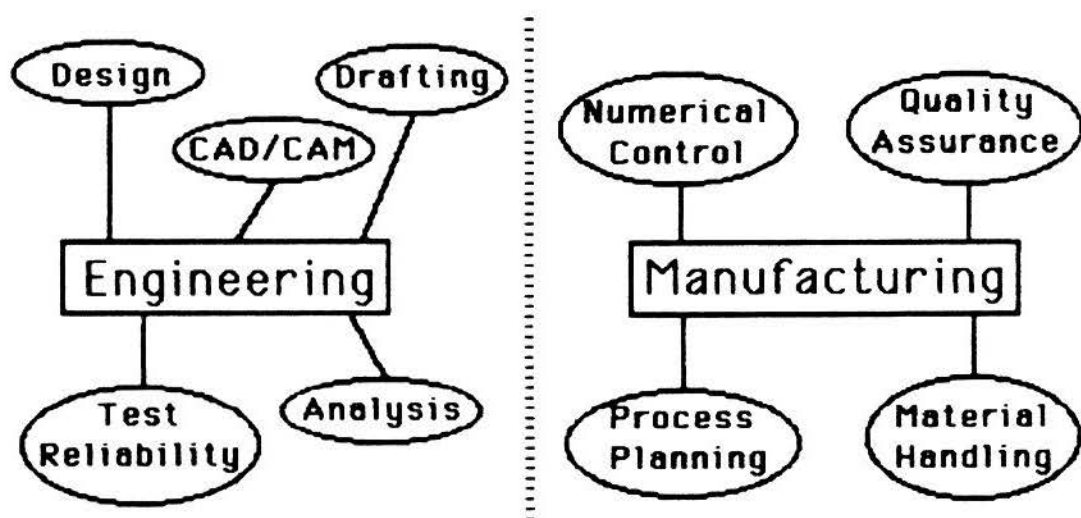 Design
Drafting
CAD/CAM
Engineering
Test
Reliability
Analysis
Numerical
Control
Quality
Assurance
Manufacturing
Process
Planning
Material
Handling